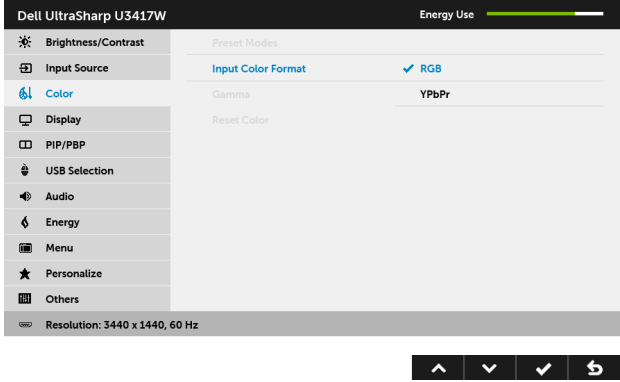 Dell UltraSharp U3417W
Energy Use
Brightness/Contrast
Preset Modes
Input Source
Input Color Format
RGB
Color
Gamma
YPbPr
Display
Reset Color
PIP/PBP
USB Selection
Audio
Energy
Menu
Personalize
Others
Resolution: 3440 x 1440, 60 Hz